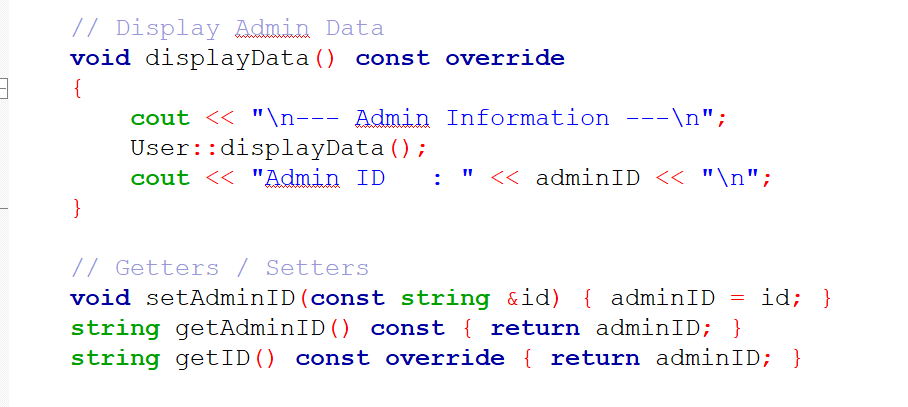 // Display Admin Data
void displayData() const override
{
cout << "\n--- Admin Information ---\n";
User::displayData();
cout << "Admin ID   : " << adminID << "\n";
}
// Getters / Setters
void setAdminID(const string &id) { adminID = id; }
string getAdminID() const { return adminID; }
string getID() const override { return adminID; }